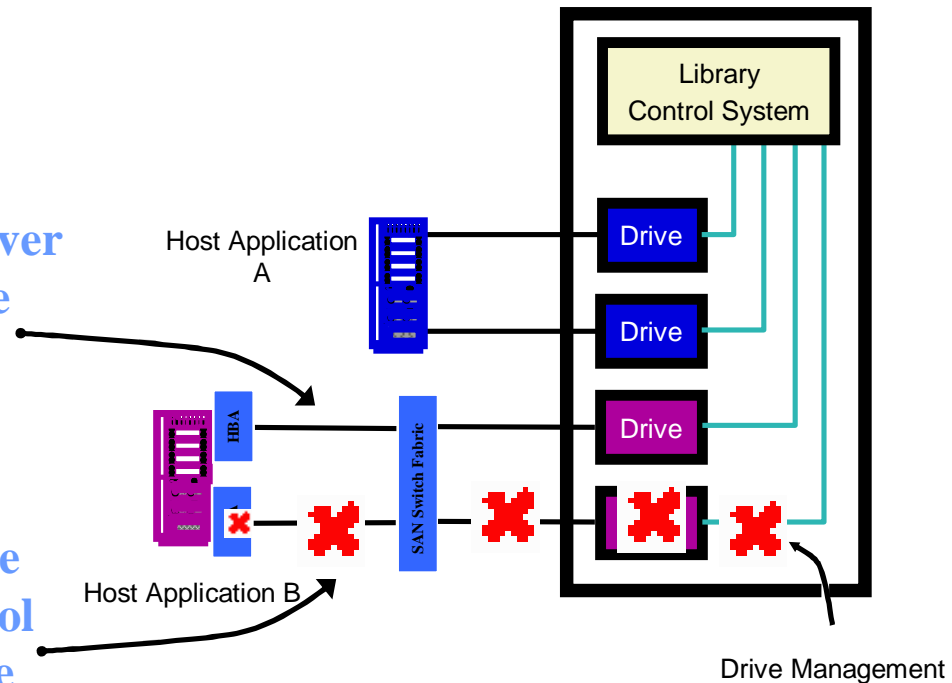 Library
Control System
Drive
Drive
Drive
Host Application
A
HBA
SAN Switch Fabric
Host Application B
Drive Management